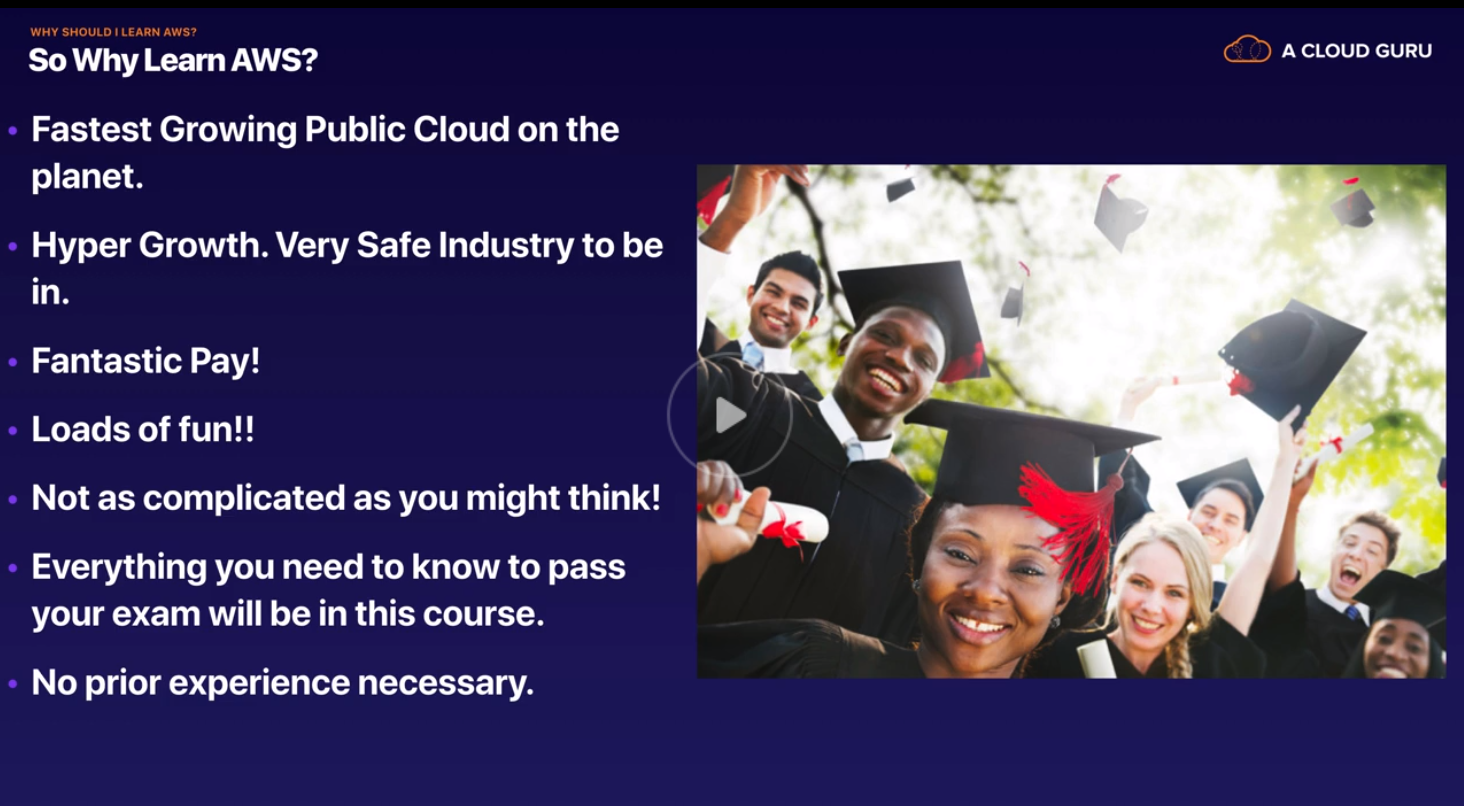 WHY SHOULD I LEARN AWS?
So Why Learn AWS?
A CLOUD GURU
• Fastest Growing Public Cloud on the
planet.
• Hyper Growth. Very Safe Industry to be
in.
• Fantastic Pay!
• Loads of fun!!
• Not as complicated as you might think!
• Everything you need to know to pass
your exam will be in this course.
• No prior experience necessary.